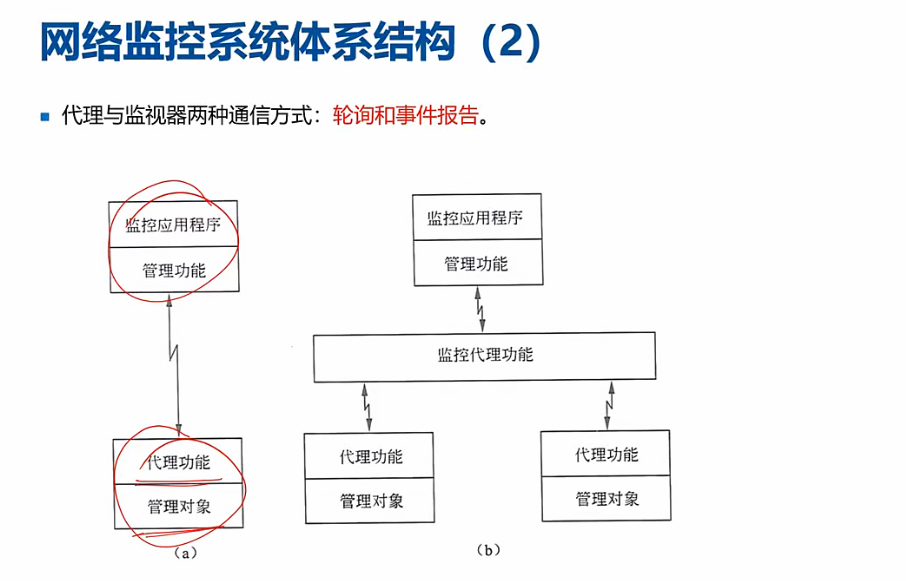 网络监控系统体系结构（2）
代理与监视器两种通信方式：轮询和事件报告。
监控应用程序
管理功能
代理功能
管理对象
（a）
监控应用程序
管理功能
监控代理功能
代理功能
管理对象
代理功能
管理对象
（b）